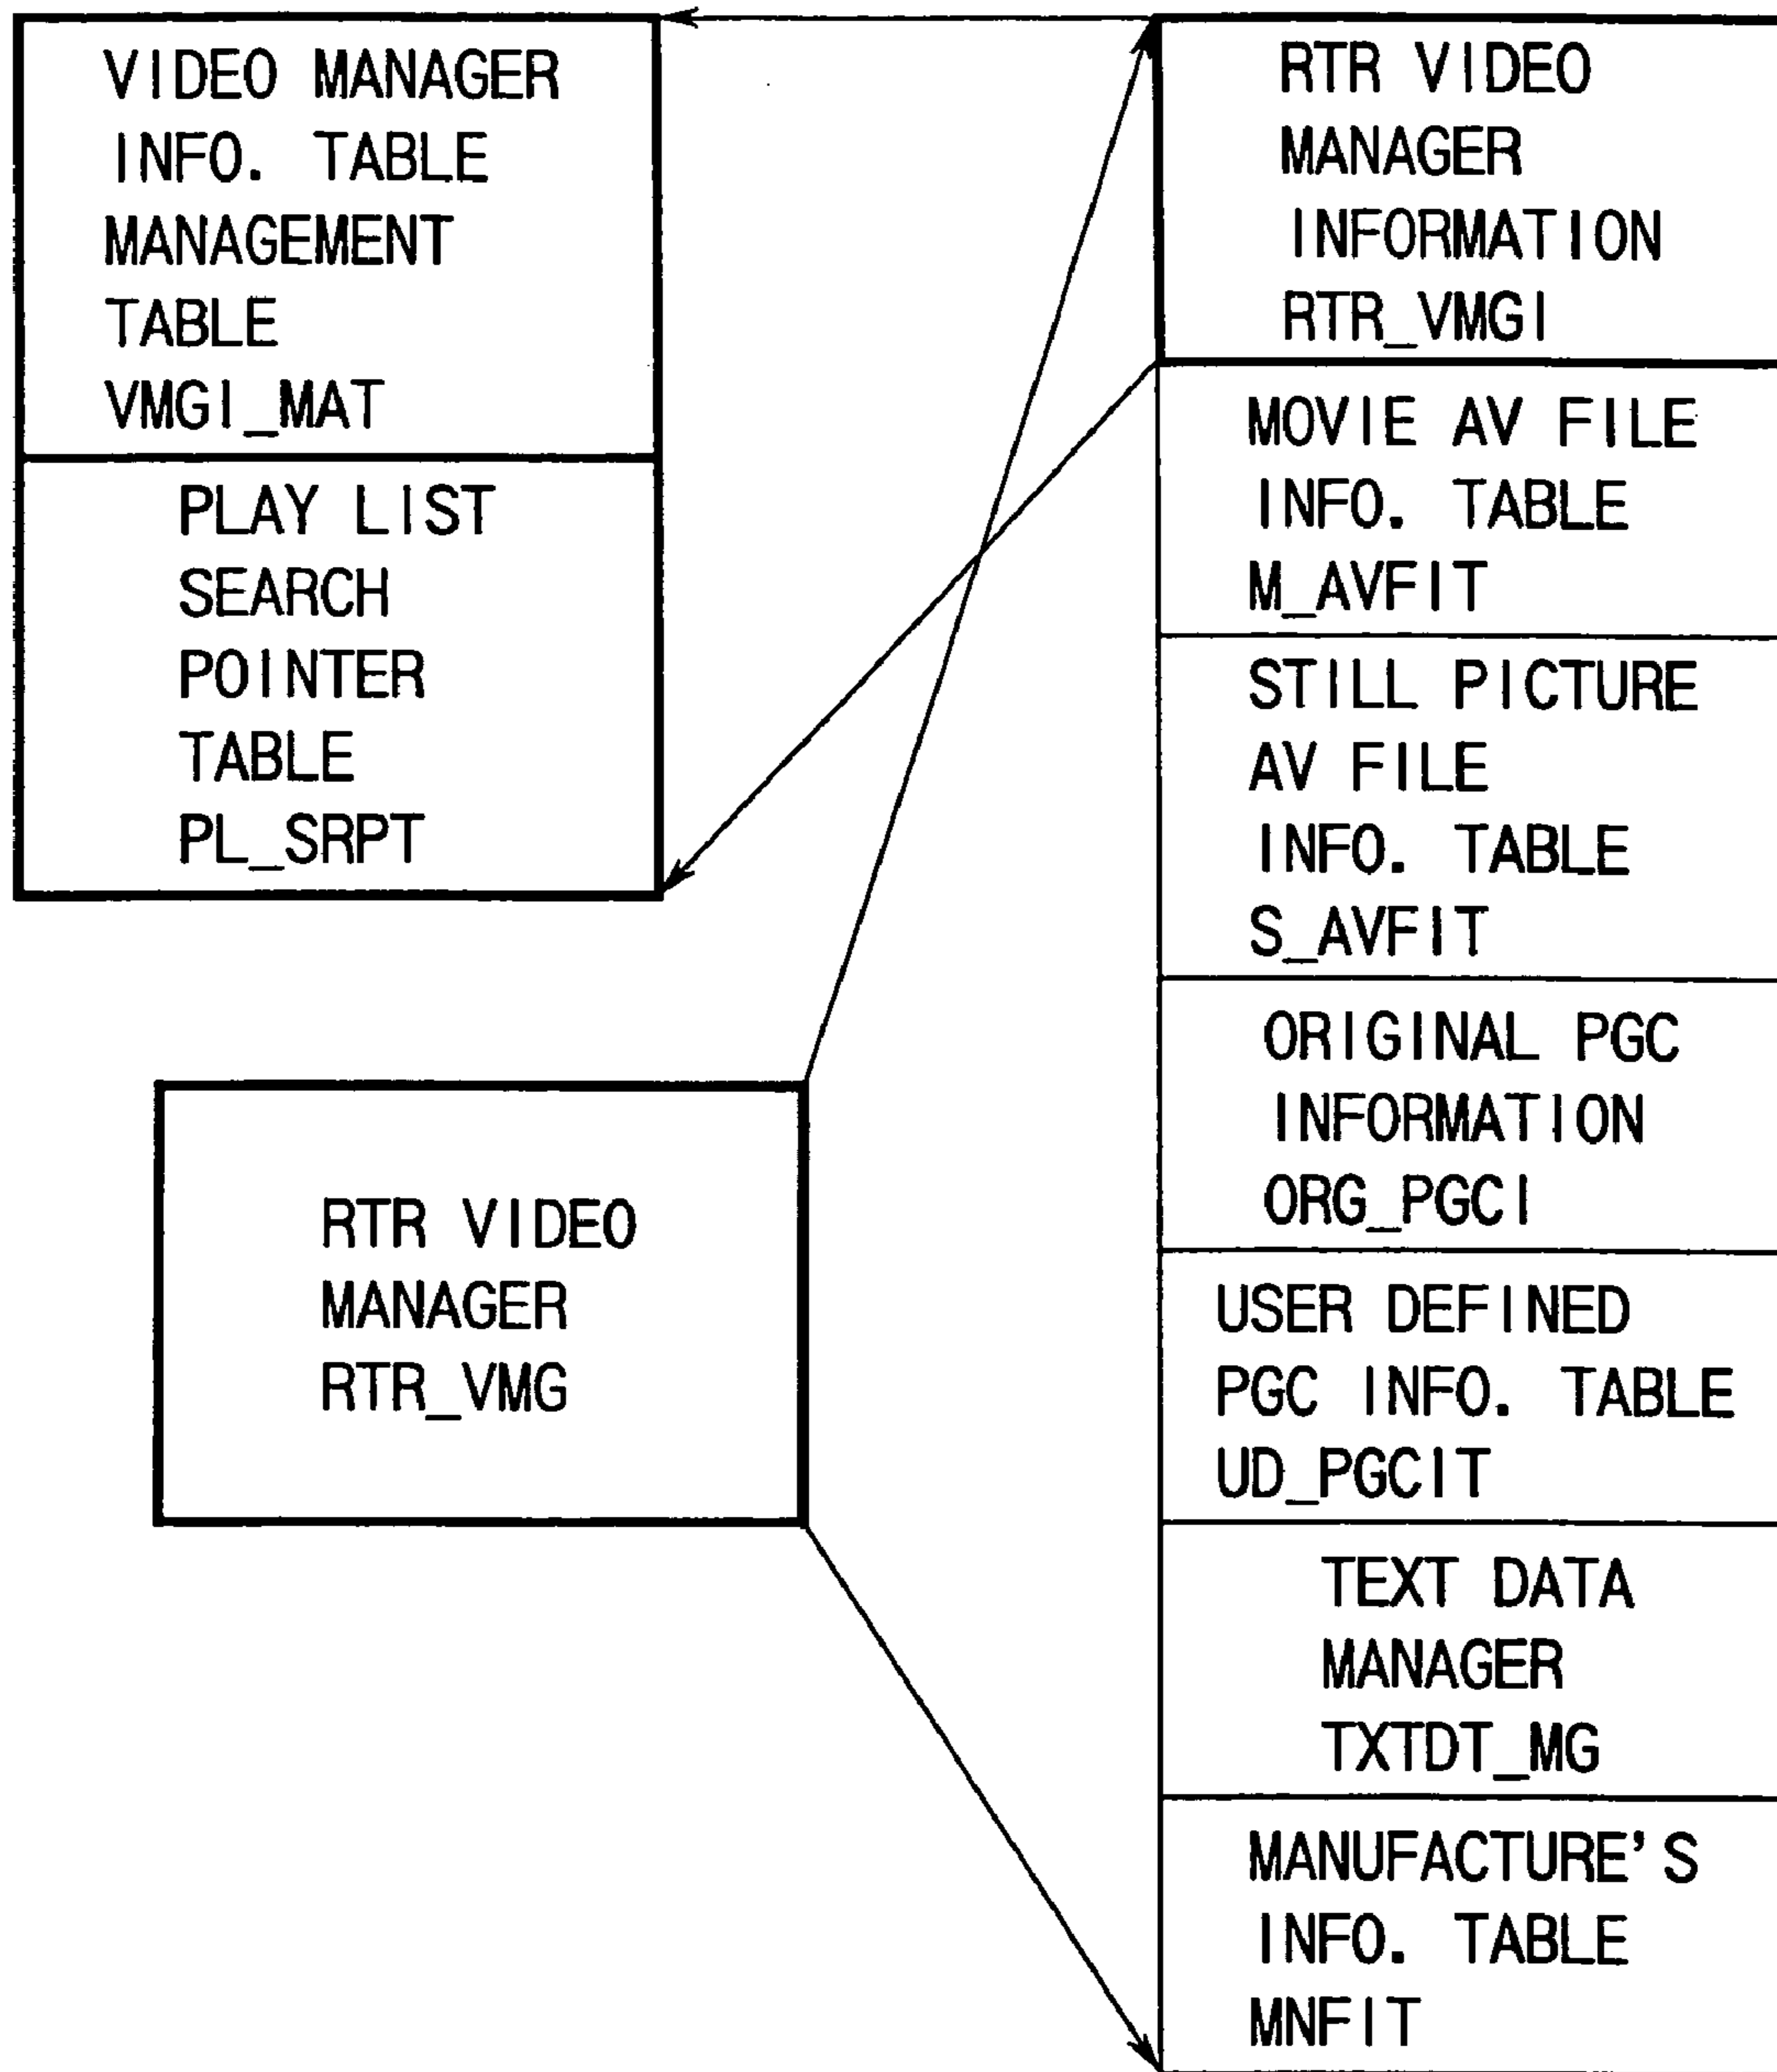 VIDEO MANAGER
INFO. TABLE
MANAGEMENT
TABLE
VMGI_MAT
PLAY LIST
SEARCH
POINTER
TABLE
PL_SRPT
RTR VIDEO
MANAGER
RTR_VMG
RTR VIDEO
MANAGER
INFORMATION
RTR_VMGI
MOVIE AV FILE
INFO. TABLE
M_AVFIT
STILL PICTURE
AV FILE
INFO. TABLE
S_AVFIT
ORIGINAL PGC
INFORMATION
ORG_PGCI
USER DEFINED
PGC INFO. TABLE
UD_PGCIT
TEXT DATA
MANAGER
TXTDT_MG
MANUFACTURE'S
INFO. TABLE
MNFIT